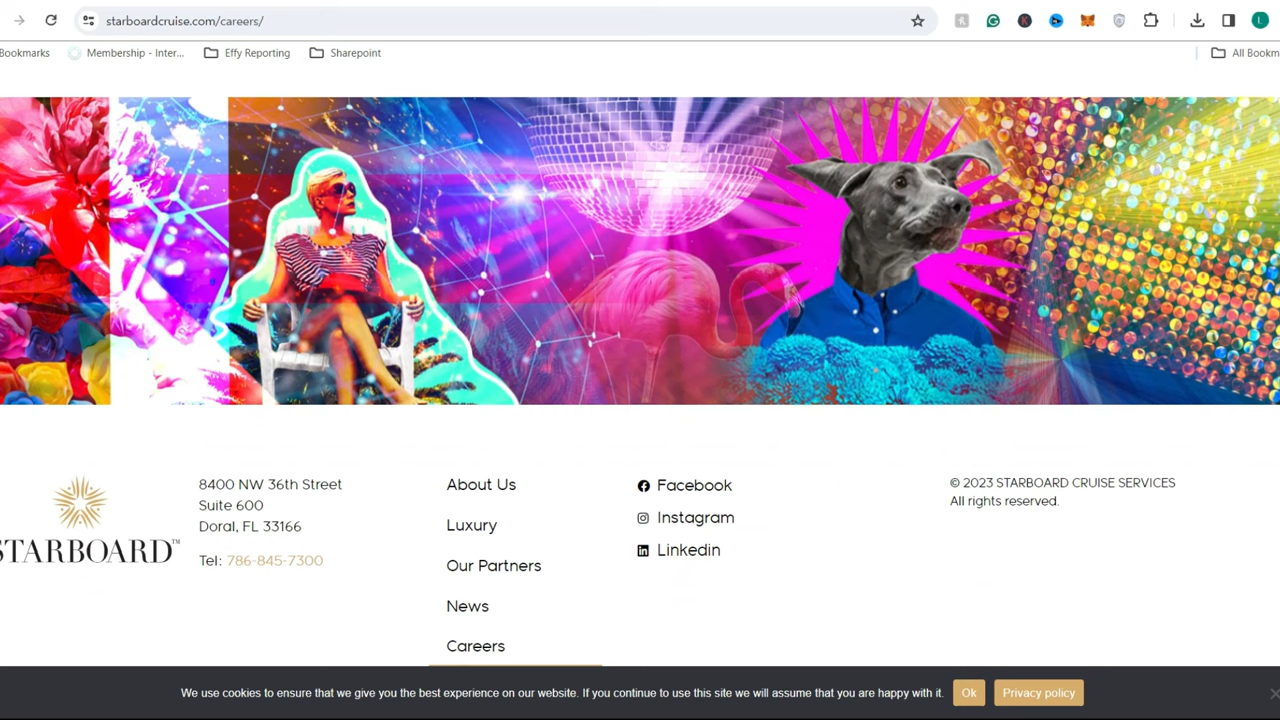 starboardcruise.com/careers/
Bookmarks
Membership - Inter...
Effy Reporting
Sharepoint
All Bookm
8400 NW 36th Street
Suite 600
Doral, FL 33166
Tel: 786-845-7300
STARBOARD™
About Us
Luxury
Our Partners
News
Careers
Facebook
Instagram
Linkedin
© 2023 STARBOARD CRUISE SERVICES
All rights reserved.
We use cookies to ensure that we give you the best experience on our website. If you continue to use this site we will assume that you are happy with it.
Ok
Privacy policy